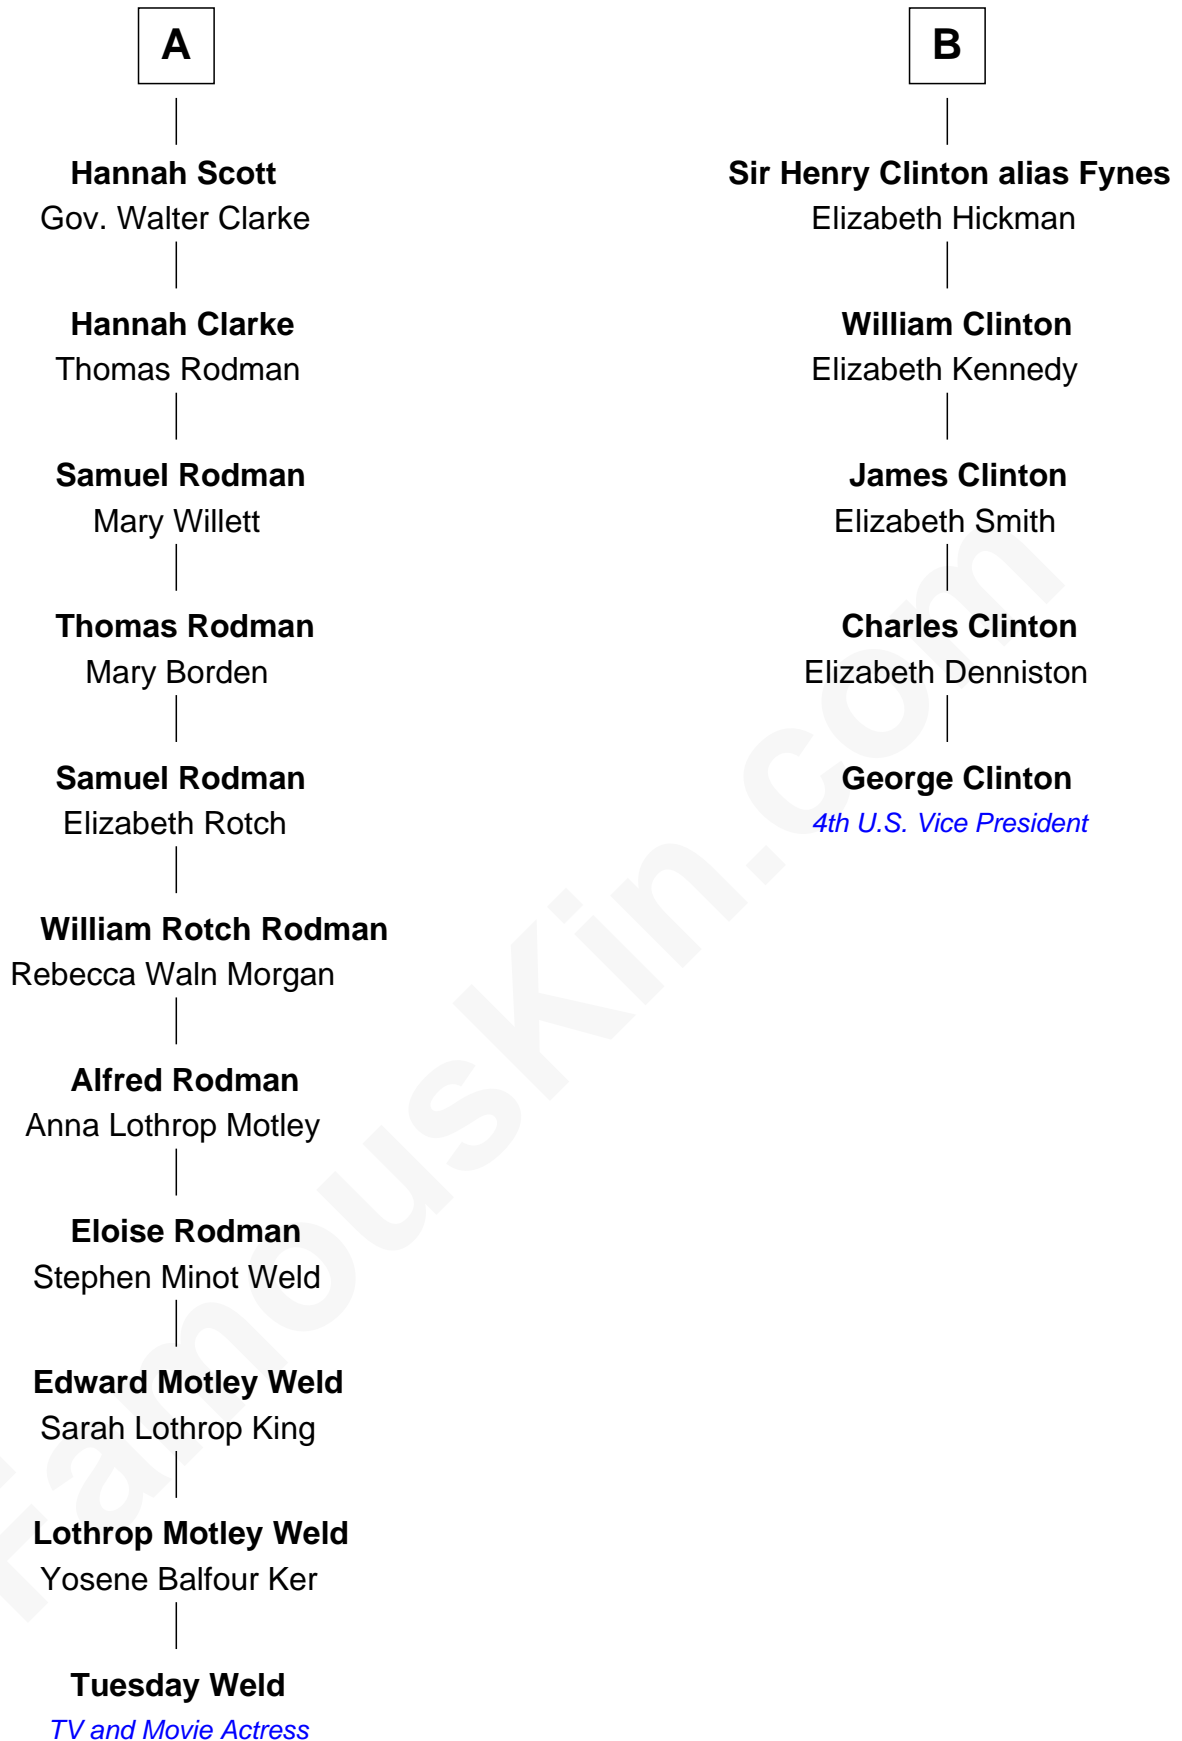 A
Hannah Scott
Gov. Walter Clarke
Hannah Clarke
Thomas Rodman
Samuel Rodman
Mary Willett
Thomas Rodman
Mary Borden
Samuel Rodman
Elizabeth Rotch
William Rotch Rodman
Rebecca Waln Morgan
Alfred Rodman
Anna Lothrop Motley
Eloise Rodman
Stephen Minot Weld
Edward Motley Weld
Sarah Lothrop King
Lothrop Motley Weld
Yosene Balfour Ker
Tuesday Weld
TV and Movie Actress
B
Sir Henry Clinton alias Fynes
Elizabeth Hickman
William Clinton
Elizabeth Kennedy
James Clinton
Elizabeth Smith
Charles Clinton
Elizabeth Denniston
George Clinton
4th U.S. Vice President
FamousKin.com